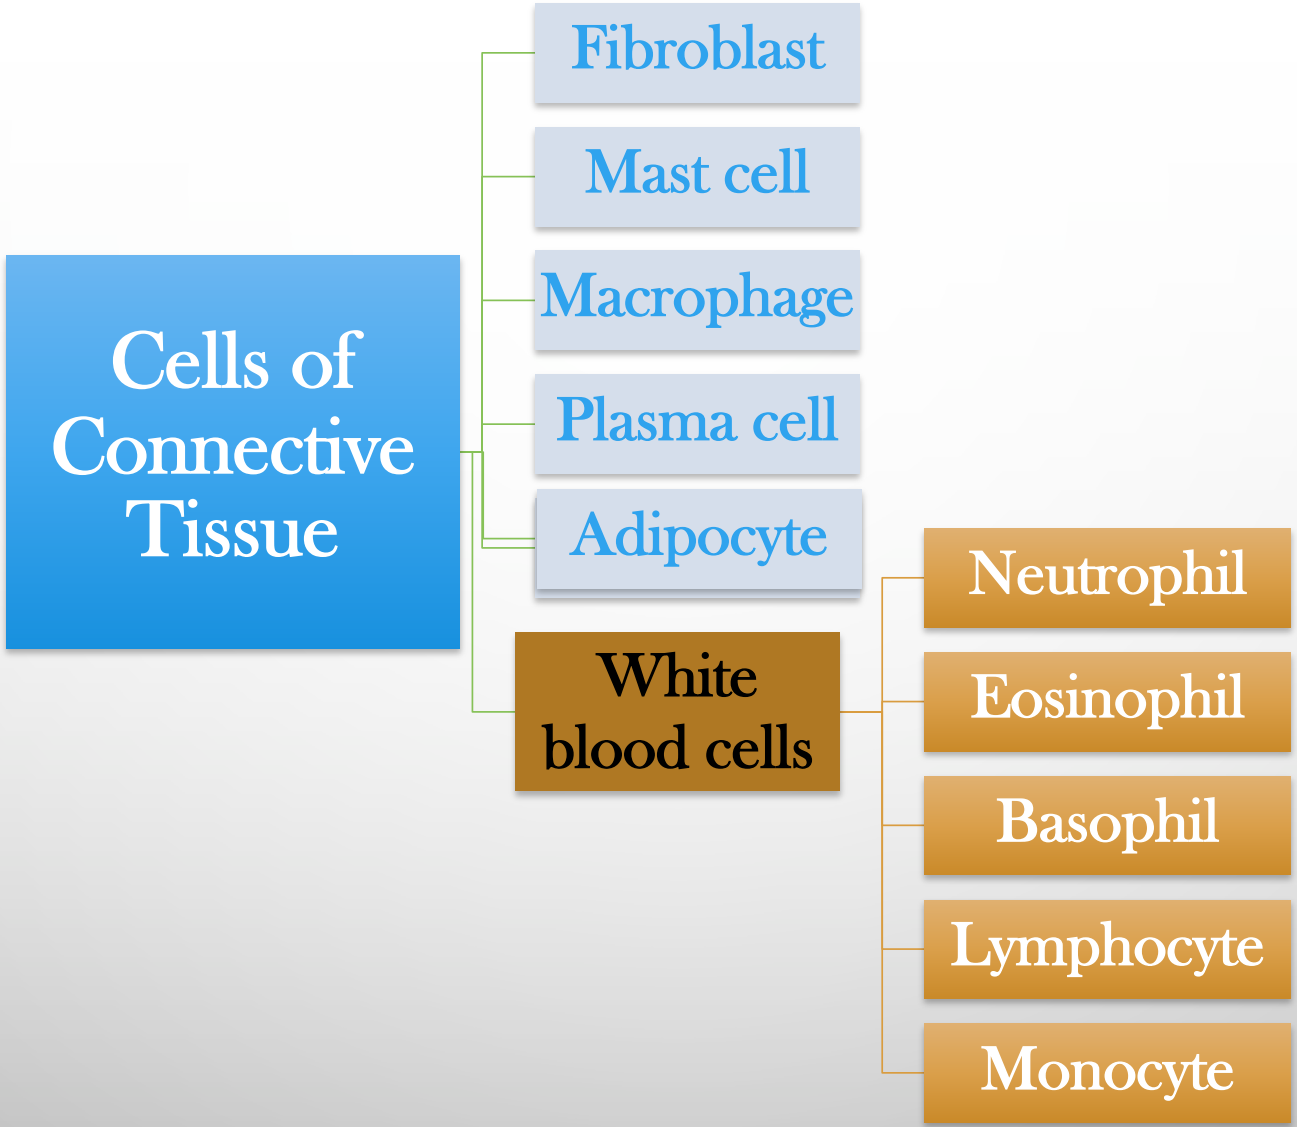 Cells of
Connective
Tissue
Fibroblast
Mast cell
Macrophage
Plasma cell
Adipocyte
White
blood cells
Neutrophil
Eosinophil
Basophil
Lymphocyte
Monocyte